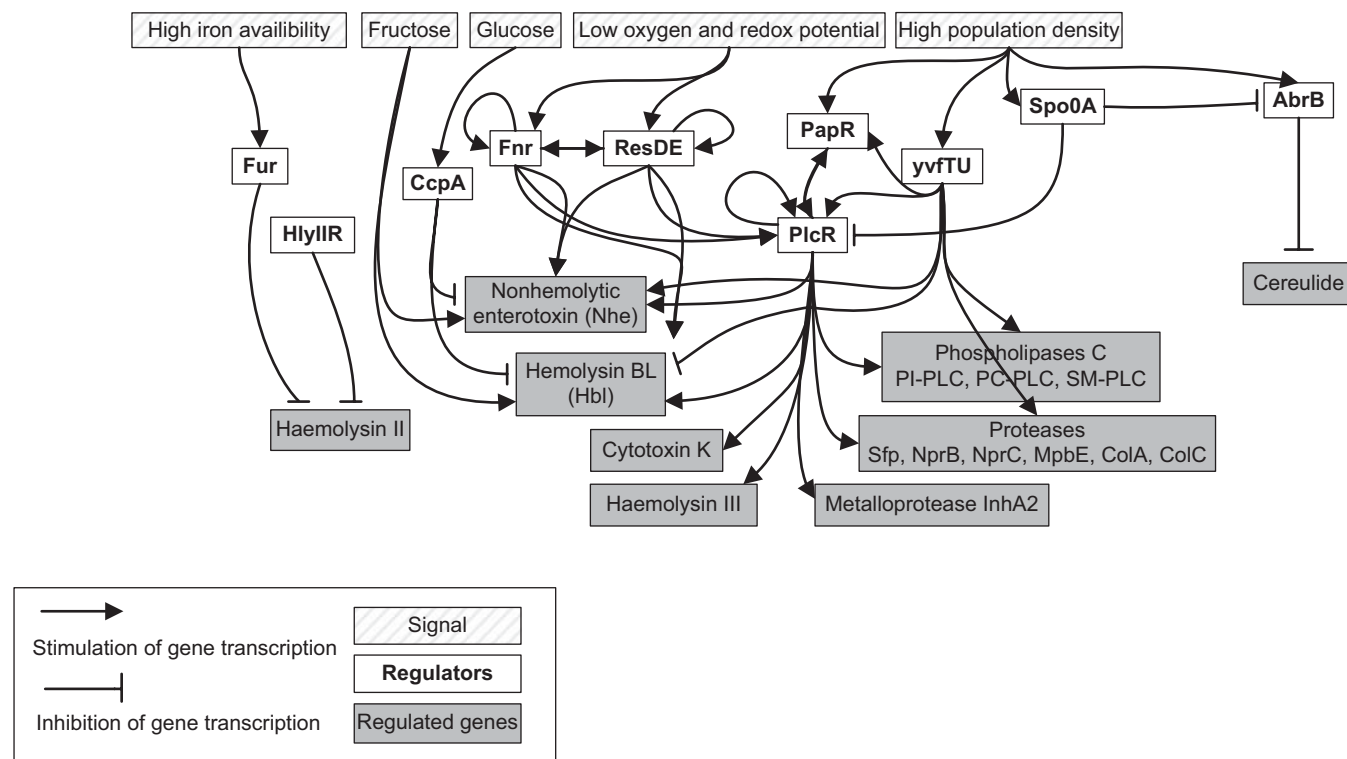 High iron availibility
Fructose
Glucose
Low oxygen and redox potential
High population density
Fur
HlyIIR
CcpA
Fnr
ResDE
PapR
PlcR
yvfTU
Spo0A
AbrB
Nonhemolytic
enterotoxin (Nhe)
Hemolysin BL
(Hbl)
Haemolysin II
Cytotoxin K
Haemolysin III
Metalloprotease InhA2
Phospholipases C
PI-PLC, PC-PLC, SM-PLC
Proteases
Sfp, NprB, NprC, MpbE, ColA, ColC
Cereulide
Stimulation of gene transcription
Inhibition of gene transcription
Signal
Regulators
Regulated genes